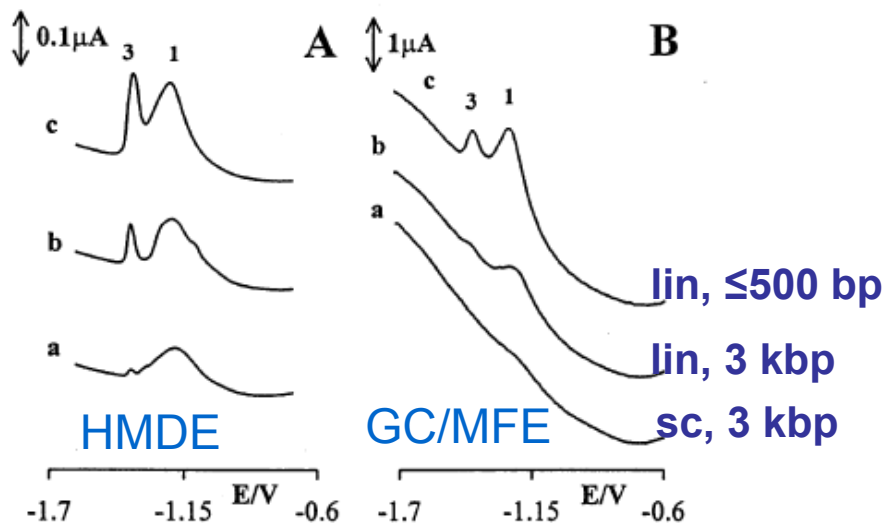 0.1µA
A
3 1
c
b
a
HMDE
E/V
-1.7 -1.15 -0.6
1µA
B
c
3 1
b
a
GC/MFE
lin, ≤500 bp
lin, 3 kbp
sc, 3 kbp
E/V
-1.7 -1.15 -0.6